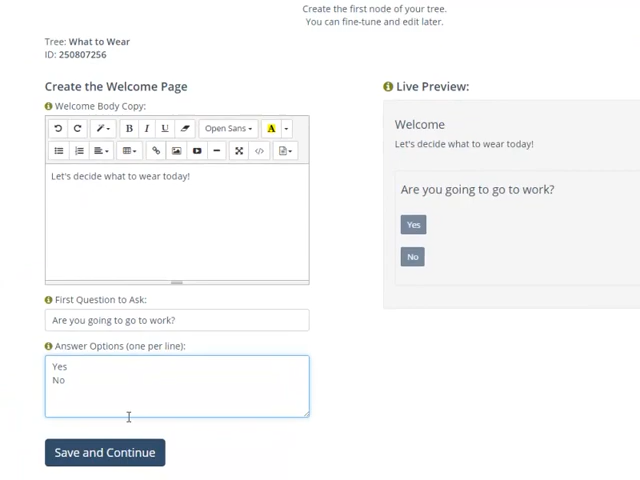 Create the first node of your tree.
You can fine-tune and edit later.
Tree: What to Wear
ID: 250807256
Create the Welcome Page
Welcome Body Copy:
B I U Open Sans A
Let's decide what to wear today!
First Question to Ask:
Are you going to go to work?
Answer Options (one per line):
Yes
No
Save and Continue
Live Preview:
Welcome
Let's decide what to wear today!
Are you going to go to work?
Yes
No